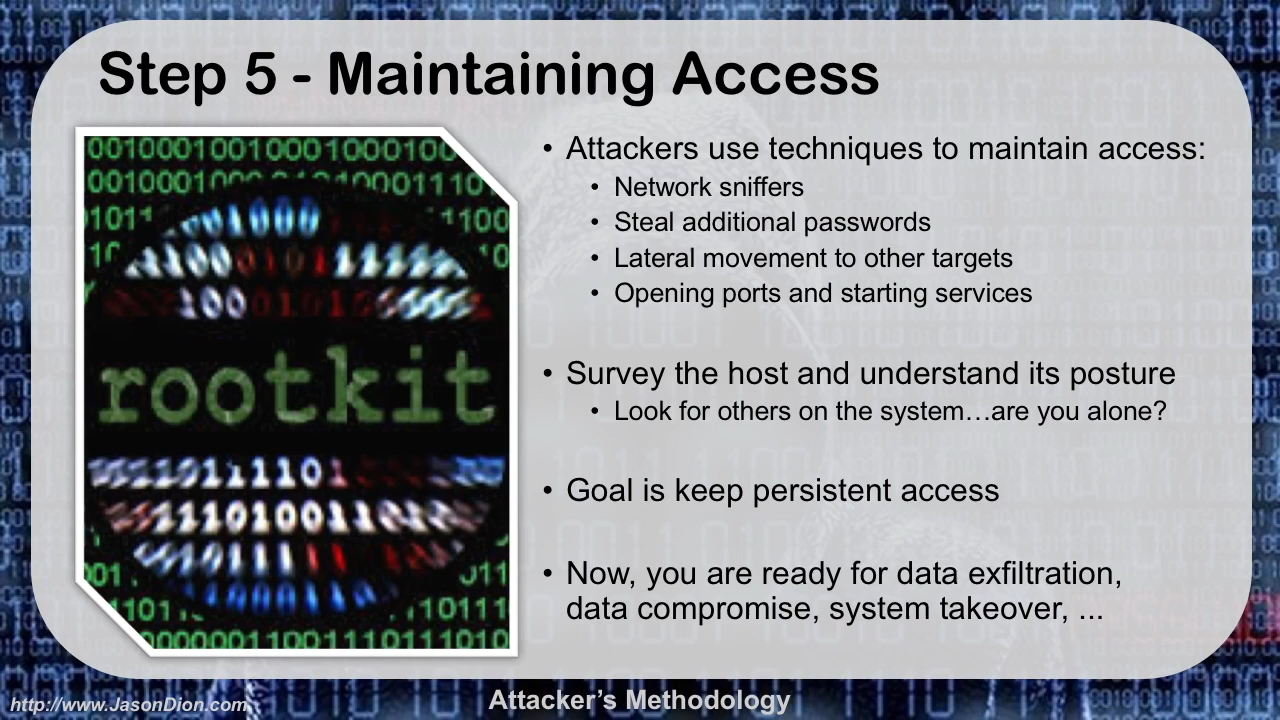 Step 5 - Maintaining Access
• Attackers use techniques to maintain access:
• Network sniffers
• Steal additional passwords
• Lateral movement to other targets
• Opening ports and starting services
rootkit
• Survey the host and understand its posture
• Look for others on the system…are you alone?
• Goal is keep persistent access
• Now, you are ready for data exfiltration,
data compromise, system takeover, ...
http://www.JasonDion.com
Attacker’s Methodology